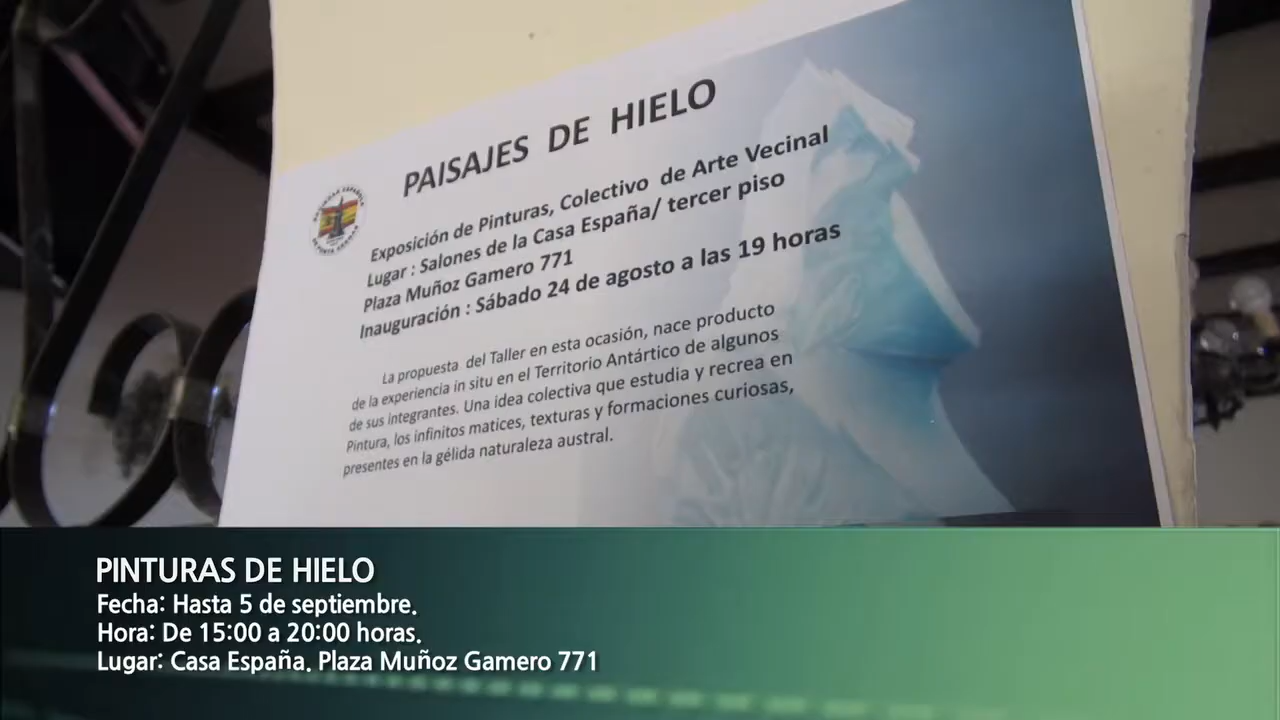 PAISAJES DE HIELO
Exposición de Pinturas, Colectivo de Arte Vecinal
Lugar : Salones de la Casa España/ tercer piso
Plaza Muñoz Gamero 771
Inauguración : Sábado 24 de agosto a las 19 horas
La propuesta del Taller en esta ocasión, nace producto
de la experiencia in situ en el Territorio Antártico de algunos
de sus integrantes. Una idea colectiva que estudia y recrea en
Pintura, los infinitos matices, texturas y formaciones curiosas,
presentes en la gélida naturaleza austral.
PINTURAS DE HIELO
Fecha: Hasta 5 de septiembre.
Hora: De 15:00 a 20:00 horas.
Lugar: Casa España. Plaza Muñoz Gamero 771